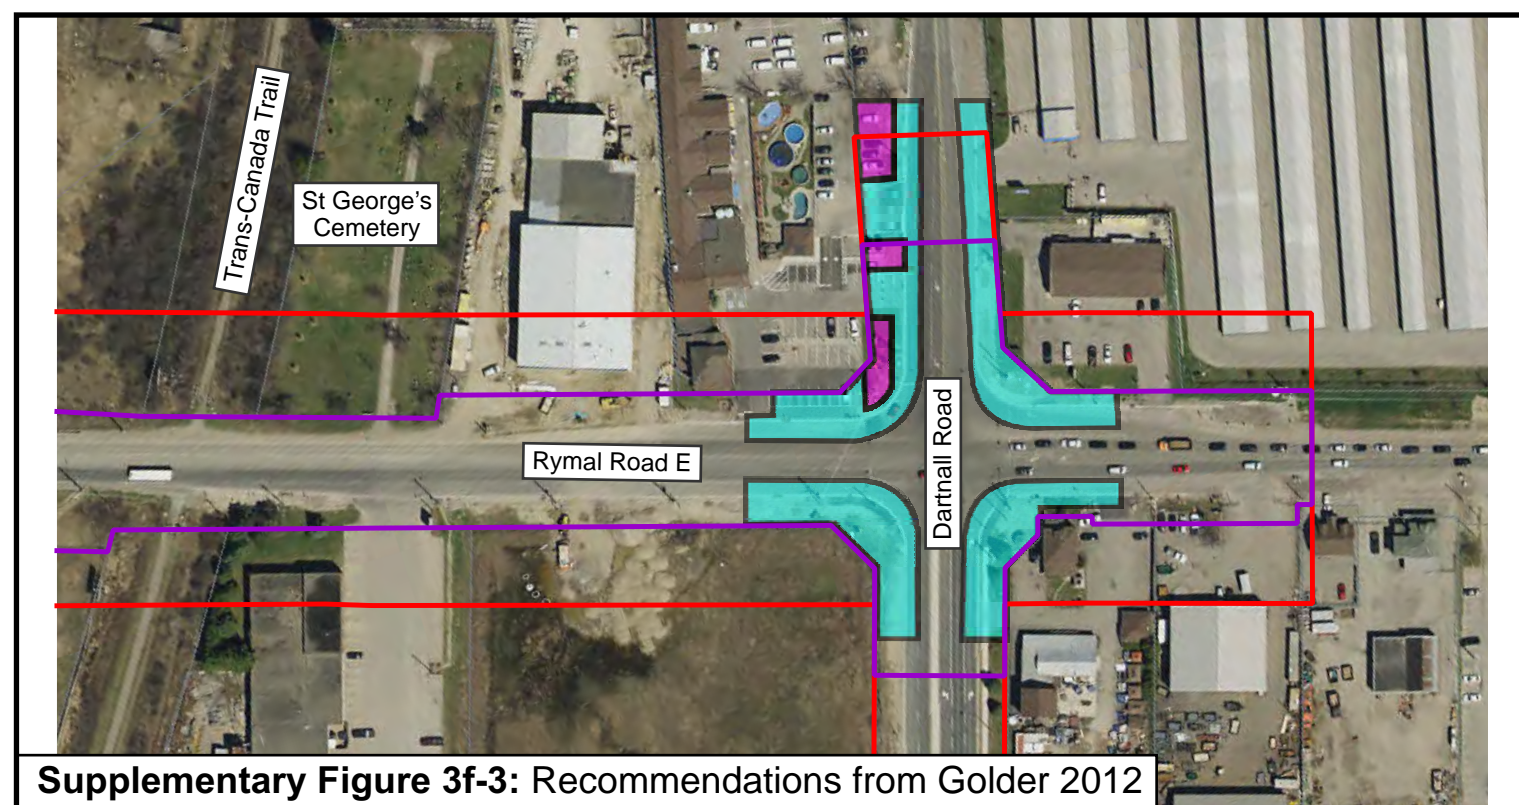 Trans-Canada Trail
St George's
Cemetery
Rymal Road E
Dartnall Road
Supplementary Figure 3f-3: Recommendations from Golder 2012